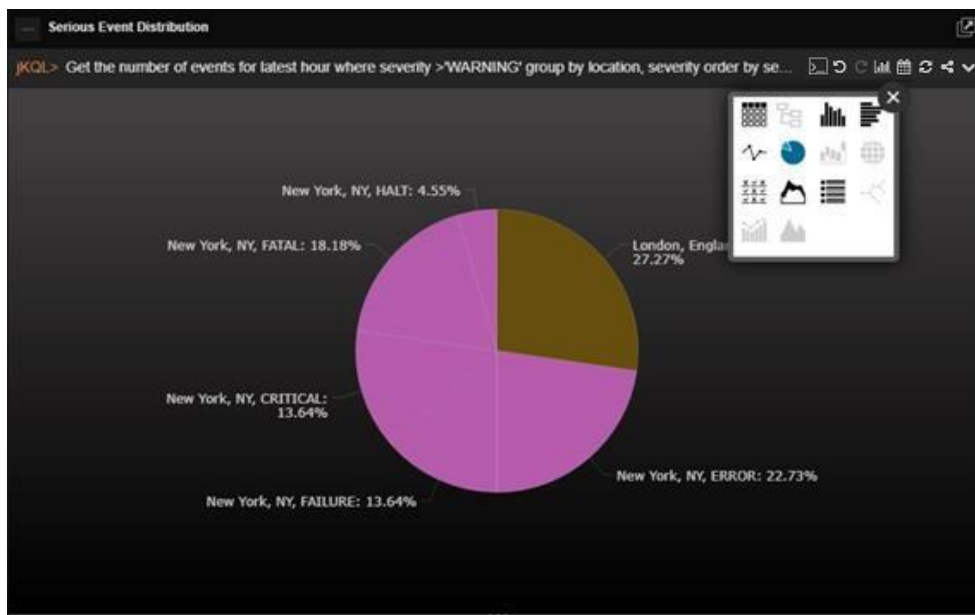 Serious Event Distribution
jKQL> Get the number of events for latest hour where severity >'WARNING' group by location, severity order by se...
New York, NY, HALT: 4.55%
New York, NY, FATAL: 18.18%
London, Englan
27.27%
New York, NY, CRITICAL:
13.64%
New York, NY, ERROR: 22.73%
New York, NY, FAILURE: 13.64%